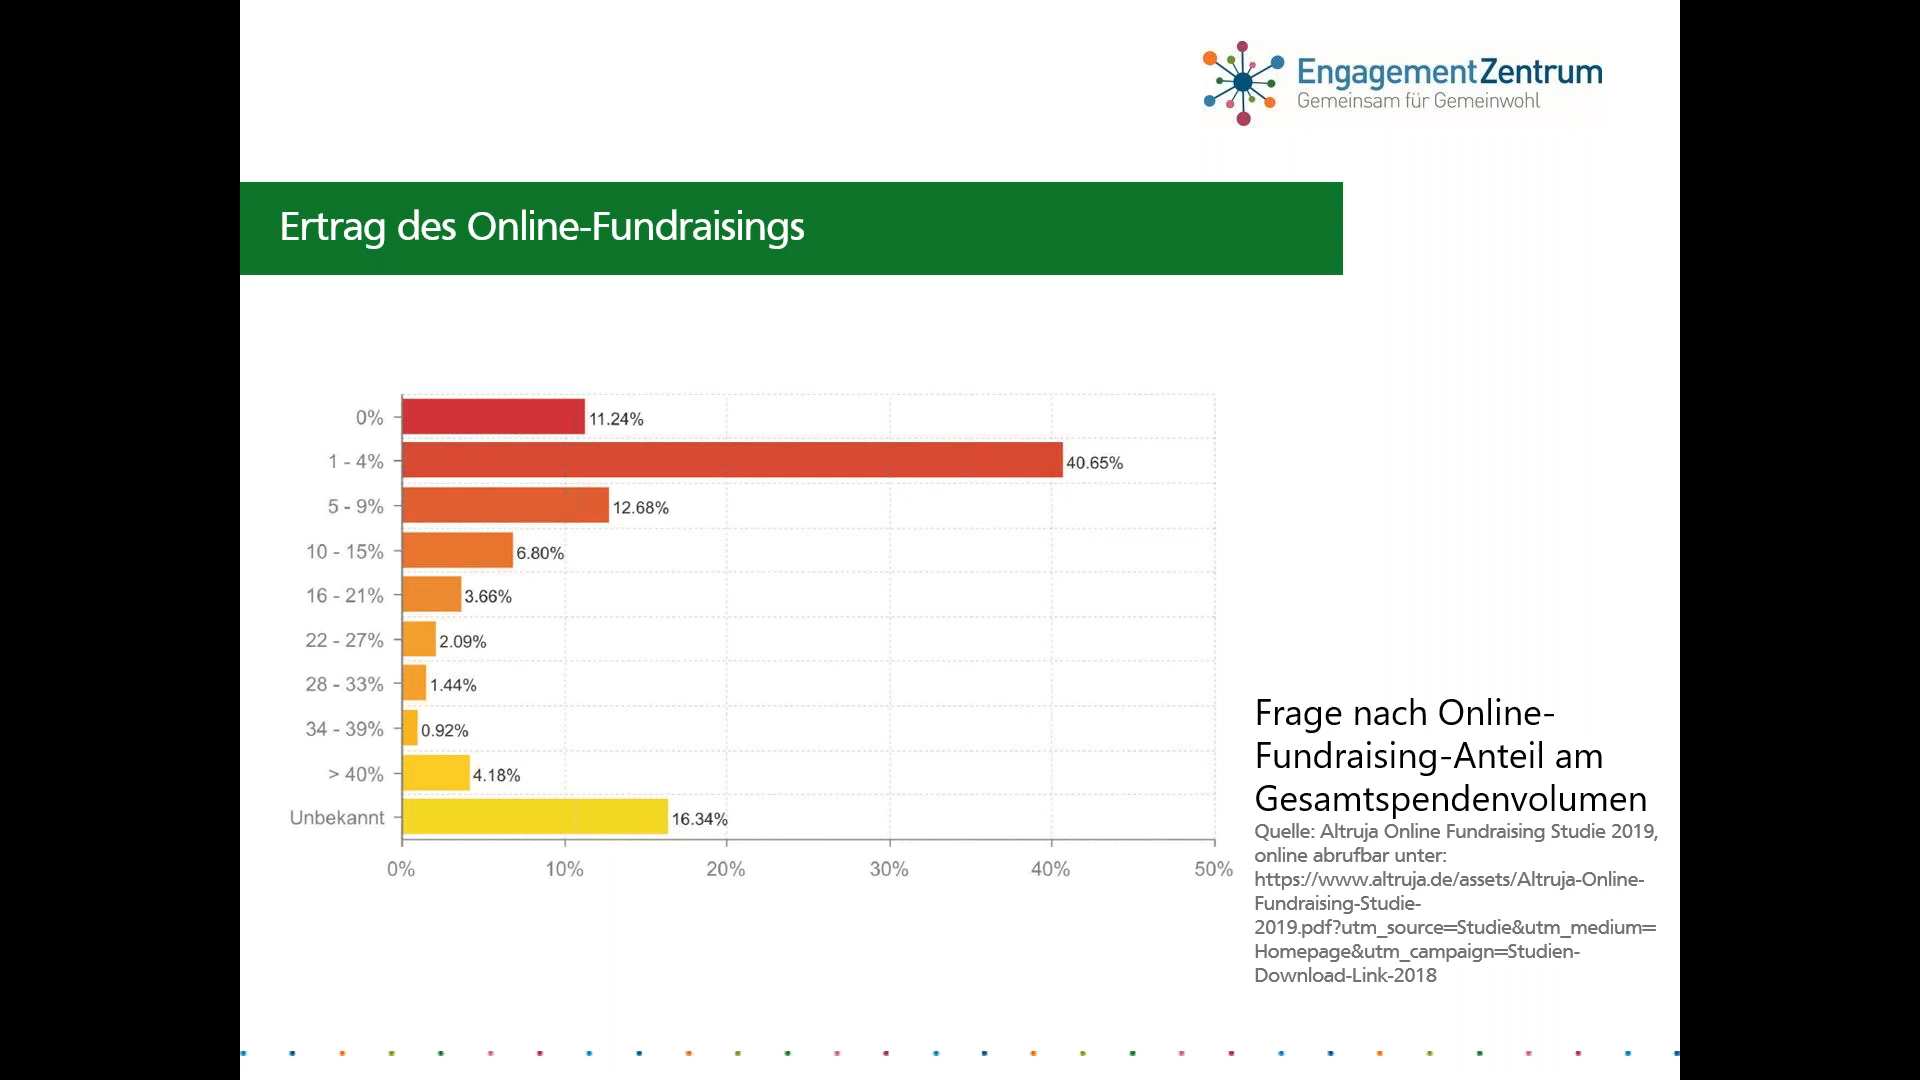 EngagementZentrum
Gemeinsam für Gemeinwohl
Ertrag des Online-Fundraisings
0% 11.24%
1 - 4% 40.65%
5 - 9% 12.68%
10 - 15% 6.80%
16 - 21% 3.66%
22 - 27% 2.09%
28 - 33% 1.44%
34 - 39% 0.92%
> 40% 4.18%
Unbekannt 16.34%
0% 10% 20% 30% 40% 50%
Frage nach Online-
Fundraising-Anteil am
Gesamtspendenvolumen
Quelle: Altruja Online Fundraising Studie 2019,
online abrufbar unter:
https://www.altruja.de/assets/Altruja-Online-
Fundraising-Studie-
2019.pdf?utm_source=Studie&utm_medium=
Homepage&utm_campaign=Studien-
Download-Link-2018